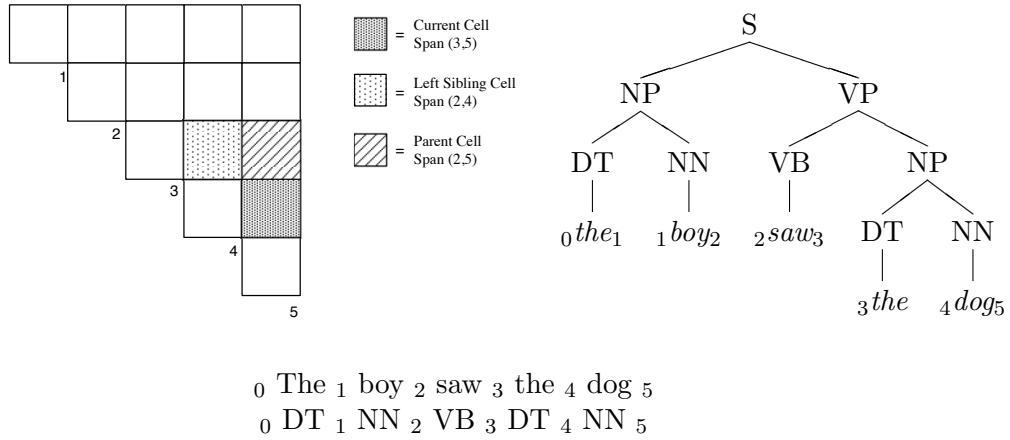 1
2
3
4
5
= Current Cell
Span (3,5)
= Left Sibling Cell
Span (2,4)
= Parent Cell
Span (2,5)
S
NP VP
DT NN VB NP
0the1 1boy2 2saw3 DT NN
3the 4dog5
0 The 1 boy 2 saw 3 the 4 dog 5
0 DT 1 NN 2 VB 3 DT 4 NN 5